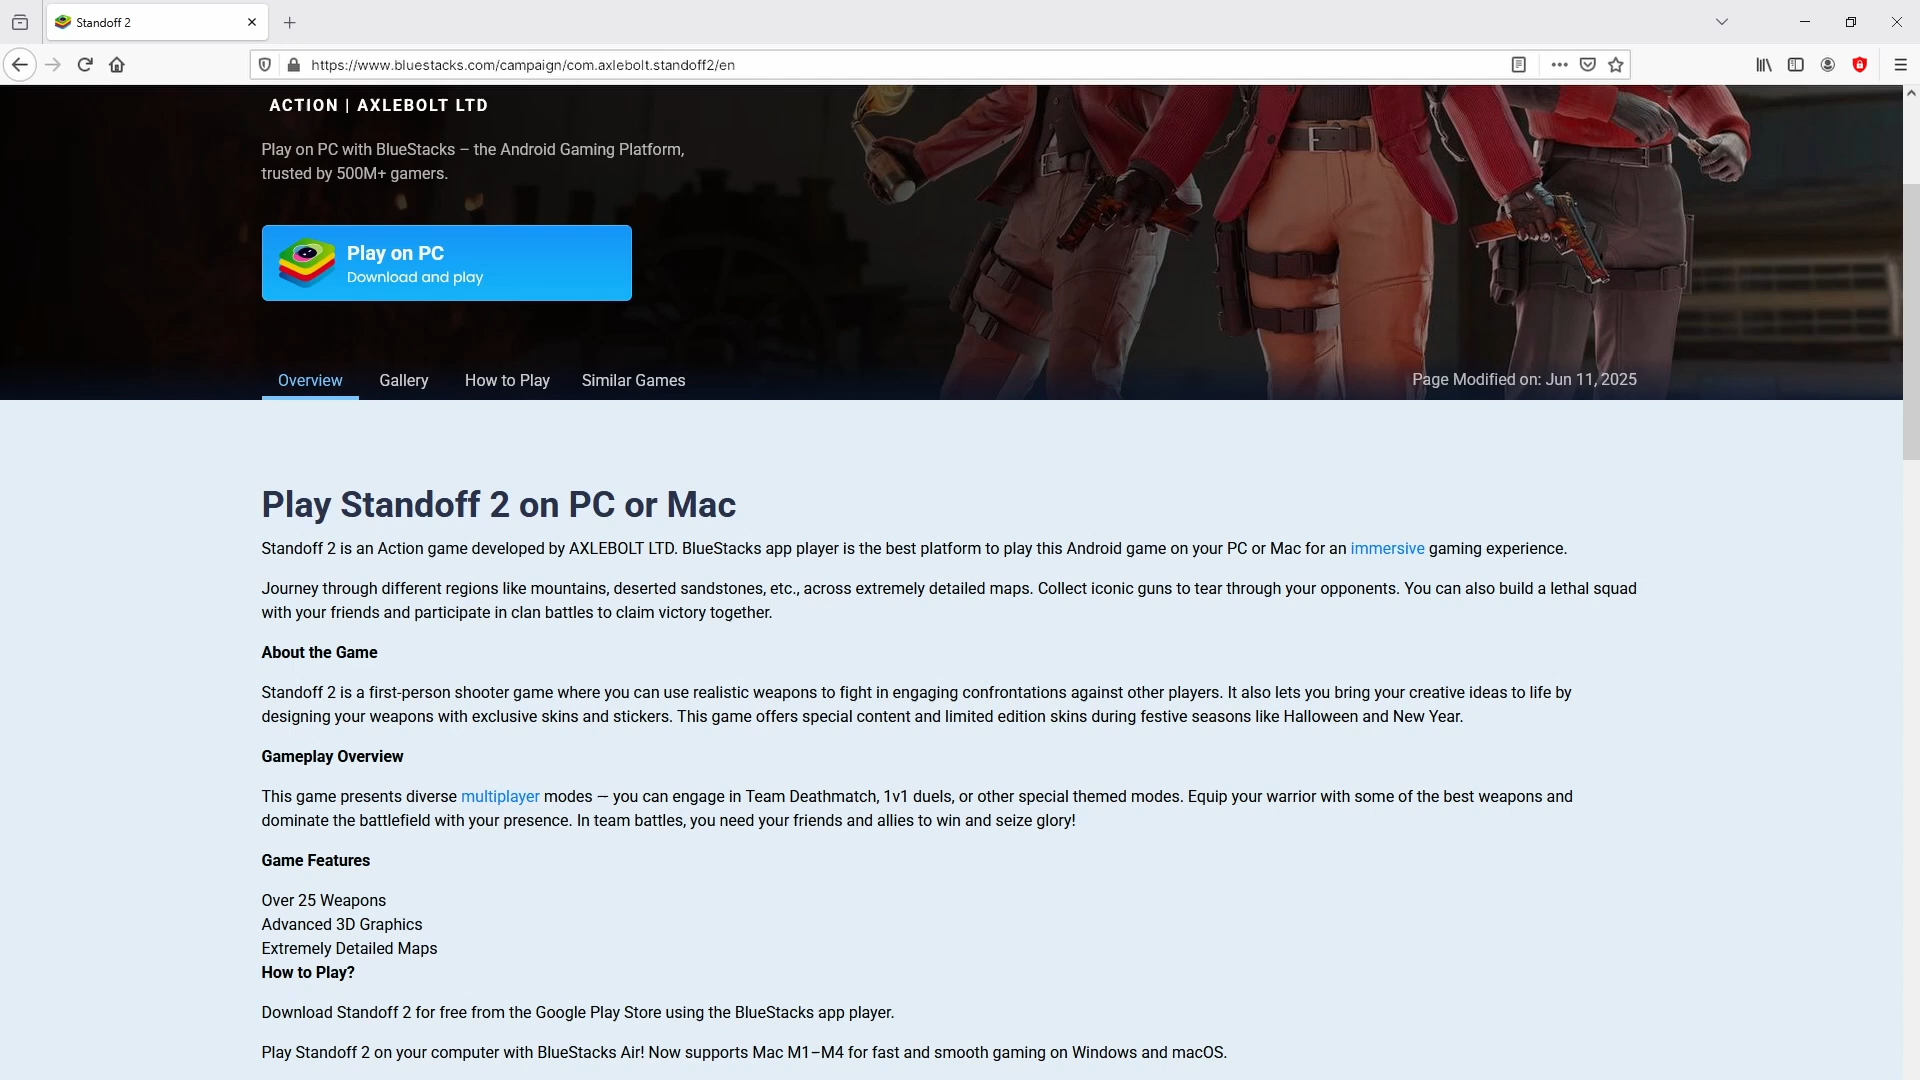 Standoff 2
https://www.bluestacks.com/campaign/com.axlebolt.standoff2/en
ACTION | AXLEBOLT LTD
Play on PC with BlueStacks – the Android Gaming Platform,
trusted by 500M+ gamers.
Play on PC
Download and play
Overview
Gallery
How to Play
Similar Games
Page Modified on: Jun 11, 2025
Play Standoff 2 on PC or Mac
Standoff 2 is an Action game developed by AXLEBOLT LTD. BlueStacks app player is the best platform to play this Android game on your PC or Mac for an immersive gaming experience.
Journey through different regions like mountains, deserted sandstones, etc., across extremely detailed maps. Collect iconic guns to tear through your opponents. You can also build a lethal squad
with your friends and participate in clan battles to claim victory together.
About the Game
Standoff 2 is a first-person shooter game where you can use realistic weapons to fight in engaging confrontations against other players. It also lets you bring your creative ideas to life by
designing your weapons with exclusive skins and stickers. This game offers special content and limited edition skins during festive seasons like Halloween and New Year.
Gameplay Overview
This game presents diverse multiplayer modes — you can engage in Team Deathmatch, 1v1 duels, or other special themed modes. Equip your warrior with some of the best weapons and
dominate the battlefield with your presence. In team battles, you need your friends and allies to win and seize glory!
Game Features
Over 25 Weapons
Advanced 3D Graphics
Extremely Detailed Maps
How to Play?
Download Standoff 2 for free from the Google Play Store using the BlueStacks app player.
Play Standoff 2 on your computer with BlueStacks Air! Now supports Mac M1–M4 for fast and smooth gaming on Windows and macOS.